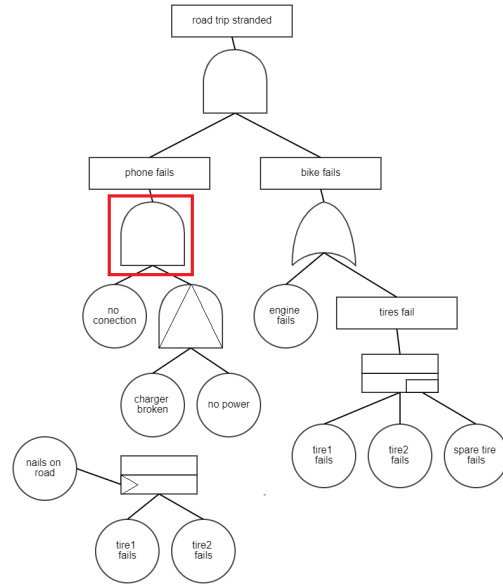 road trip stranded
phone fails
bike fails
no
conection
engine
fails
tires fail
charger
broken
no power
tire1
fails
tire2
fails
spare tire
fails
nails on
road
tire1
fails
tire2
fails